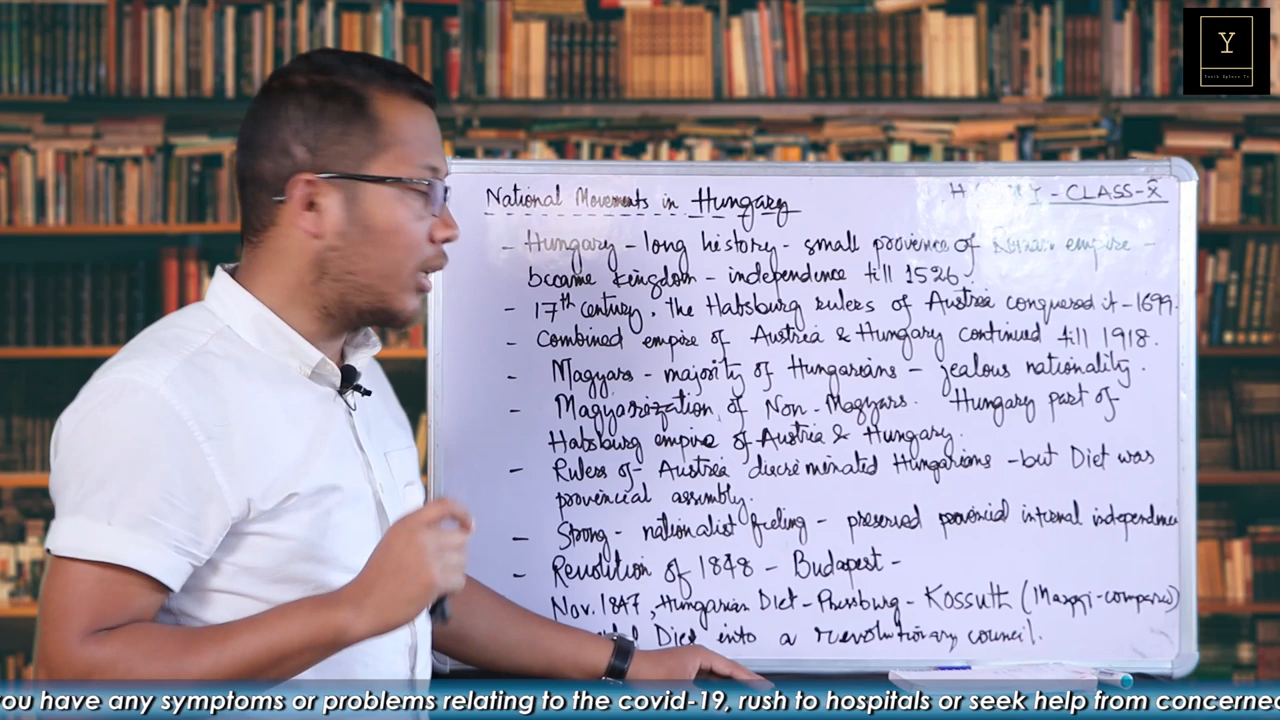 Y
National Movements in Hungary
- CLASS-X
- Hungary - long history - small provence of Roman empire -
became kingdom - independence till 1526.
- 17th century, the Habsburg rulers of Austria conquered it - 1699.
- Combined empire of Austria & Hungary continued till 1918.
- Magyars - majority of Hungarians - jealous nationality.
- Magyarization of Non-Magyars. Hungary part of
Habsburg empire of Austria & Hungary.
- Rulers of Austria discriminated Hungarians - but Diet was
provincial assembly.
- Strong - nationalist feeling - preserved provincial internal independence
- Revolution of 1848 - Budapest -
Nov. 1847, Hungarian Diet - Pressburg - Kossuth
Diet into a revolutionary council.
you have any symptoms or problems relating to the covid-19, rush to hospitals or seek help from concerned